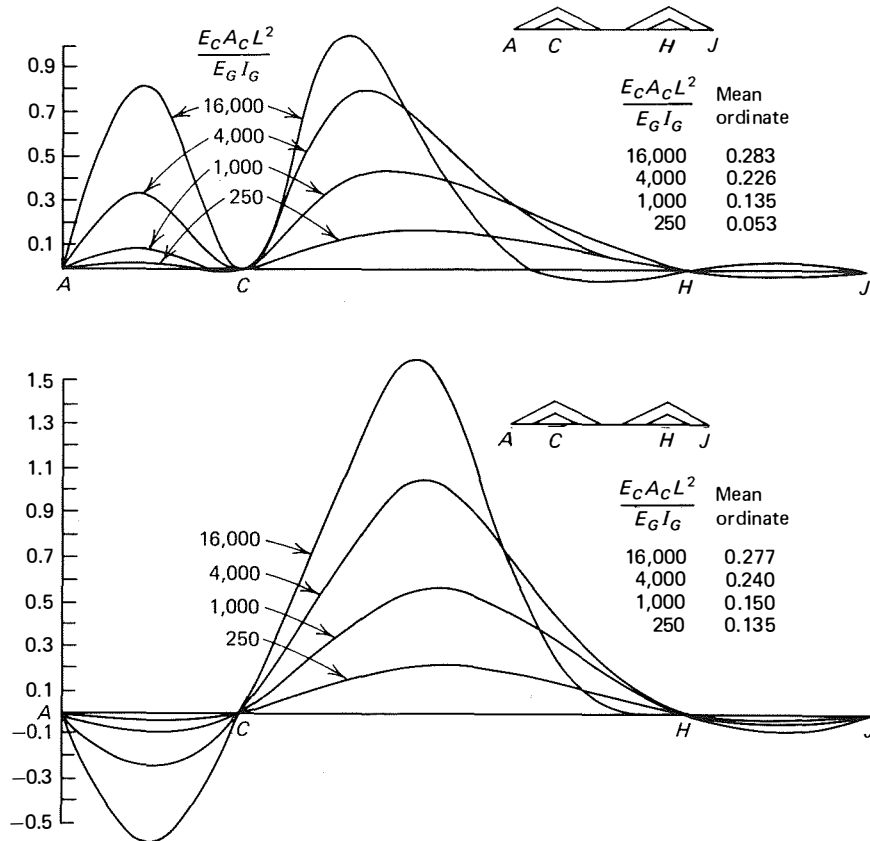 E_C A_C L²
E_G I_G
0.9
0.7
0.5
0.3
0.1
16,000
4,000
1,000
250
A
C
H
J
A
C
H
J
E_C A_C L²
E_G I_G
Mean
ordinate
16,000 0.283
4,000 0.226
1,000 0.135
250 0.053
1.5
1.3
1.1
0.9
0.7
0.5
0.3
0.1
−0.1
−0.3
−0.5
16,000
4,000
1,000
250
A
C
H
J
A
C
H
J
E_C A_C L²
E_G I_G
Mean
ordinate
16,000 0.277
4,000 0.240
1,000 0.150
250 0.135